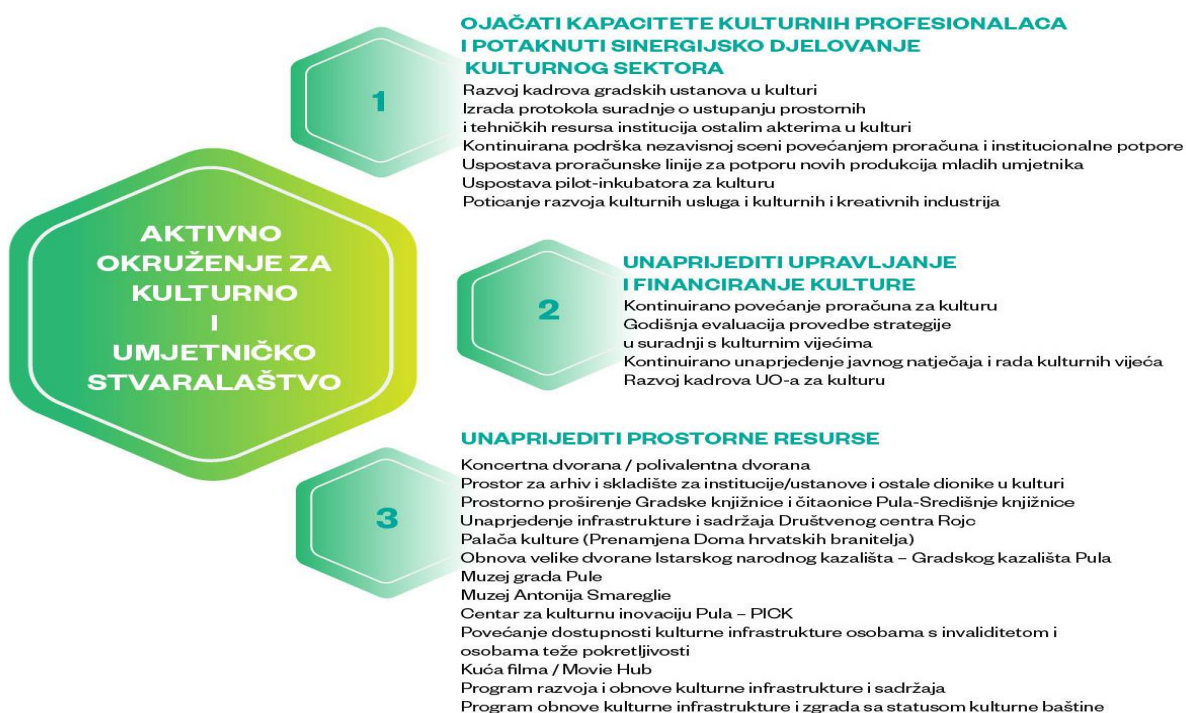 OJAČATI KAPACITETE KULTURNIH PROFESIONALACA
I POTAKNUTI SINERGIJSKO DJELOVANJE
KULTURNOG SEKTORA
1
Razvoj kadrova gradskih ustanova u kulturi
Izrada protokola suradnje o ustupanju prostornih
i tehničkih resursa institucija ostalim akterima u kulturi
Kontinuirana podrška nezavisnoj sceni povećanjem proračuna i institucionalne potpore
Uspostava proračunske linije za potporu novih produkcija mladih umjetnika
Uspostava pilot-inkubatora za kulturu
Poticanje razvoja kulturnih usluga i kulturnih i kreativnih industrija
AKTIVNO
OKRUŽENJE ZA
KULTURNO
I
UMJETNIČKO
STVARALAŠTVO
2
UNAPRIJEDITI UPRAVLJANJE
I FINANCIRANJE KULTURE
Kontinuirano povećanje proračuna za kulturu
Godišnja evaluacija provedbe strategije
u suradnji s kulturnim vijećima
Kontinuirano unaprjeđenje javnog natječaja i rada kulturnih vijeća
Razvoj kadrova UO-a za kulturu
3
UNAPRIJEDITI PROSTORNE RESURSE
Koncertna dvorana / polivalentna dvorana
Prostor za arhiv i skladište za institucije/ustanove i ostale dionike u kulturi
Prostorno proširenje Gradske knjižnice i čitaonice Pula-Središnje knjižnice
Unaprjeđenje infrastrukture i sadržaja Društvenog centra Rojc
Palača kulture (Prenamjena Doma hrvatskih branitelja)
Obnova velike dvorane Istarskog narodnog kazališta – Gradskog kazališta Pula
Muzej grada Pule
Muzej Antonija Smareglie
Centar za kulturnu inovaciju Pula – PICK
Povećanje dostupnosti kulturne infrastrukture osobama s invaliditetom i
osobama teže pokretljivosti
Kuća filma / Movie Hub
Program razvoja i obnove kulturne infrastrukture i sadržaja
Program obnove kulturne infrastrukture i zgrada sa statusom kulturne baštine